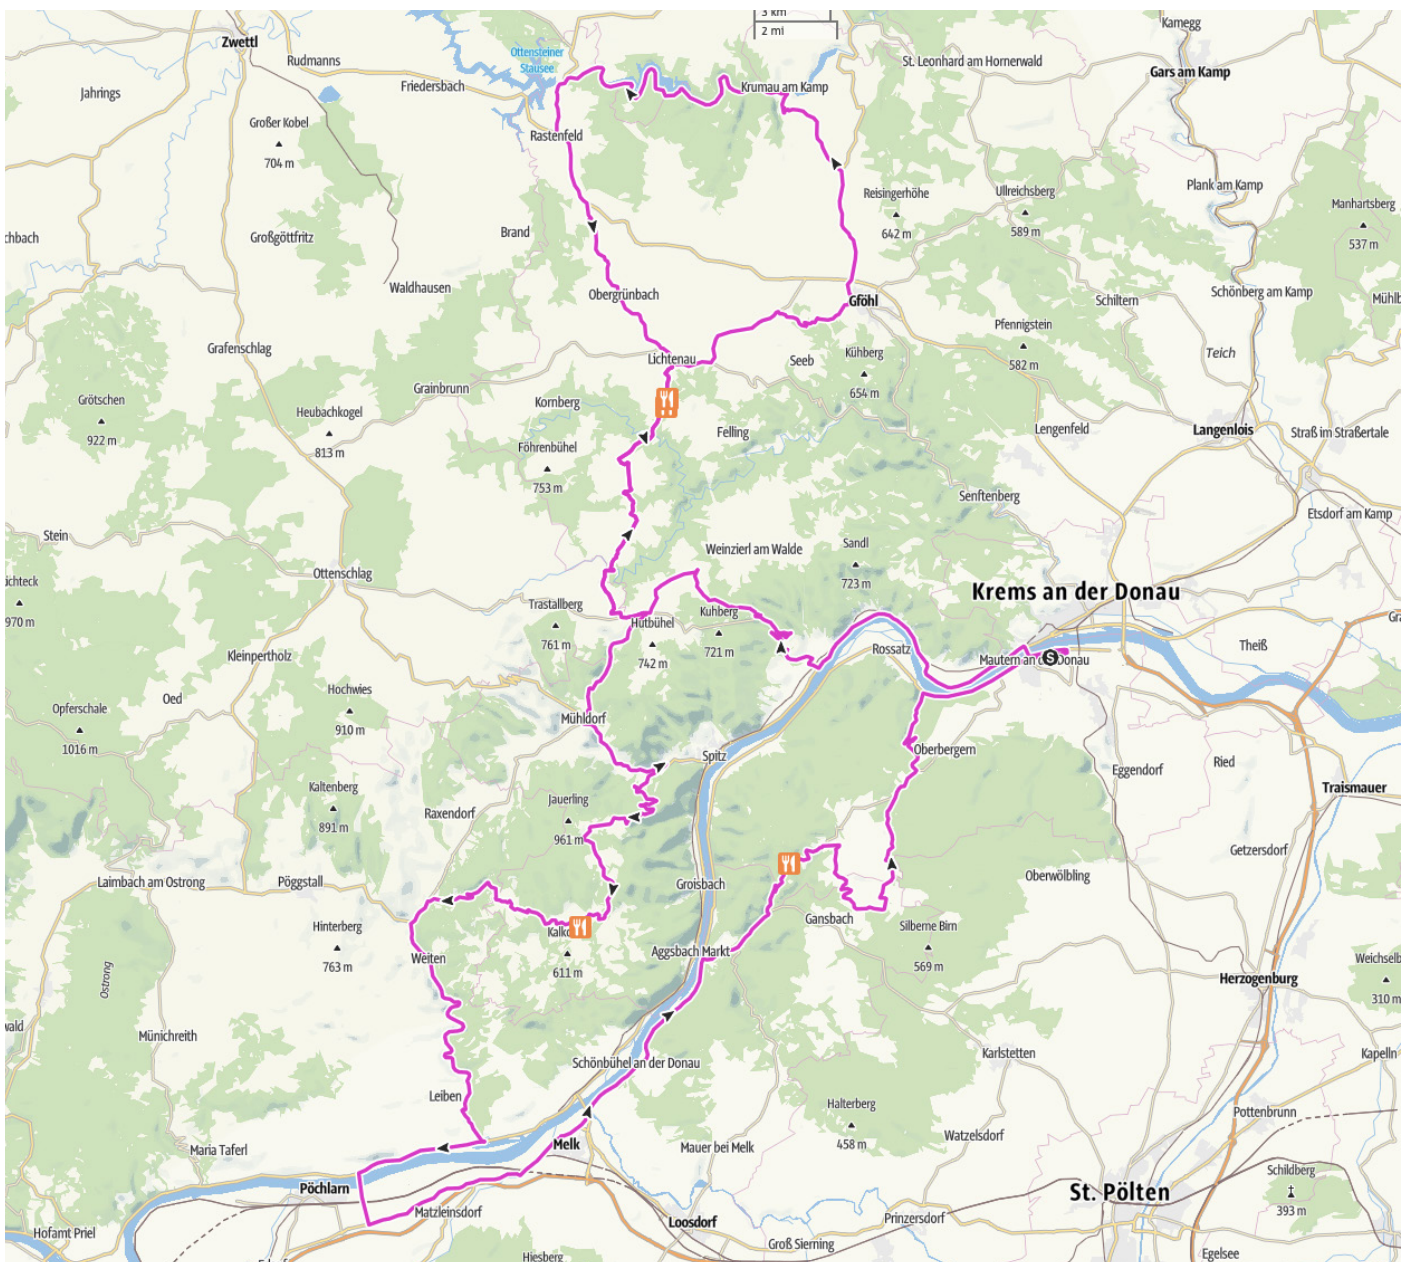 3 km
2 mi
Kamegg
Zwettl
Rudmanns
Ottensteiner
Stausee
St. Leonhard am Hornerwald
Gars am Kamp
Jahrings
Friedersbach
Krumau am Kamp
Großer Kobel
704 m
Rastenfeld
Plank am Kamp
Reisingerhöhe
642 m
Ullreichsberg
589 m
Manhartsberg
537 m
chbach
Großgöttfritz
Brand
Waldhausen
Obergrünbach
Gföhl
Schiltern
Schönberg am Kamp
Mühlb
Pfennigstein
582 m
Teich
Grafenschlag
Lichtenau
Seeb
Kühberg
654 m
Grainbrunn
Grötschen
922 m
Heubachkogel
813 m
Kornberg
Felling
Lengenfeld
Langenlois
Straß im Straßertale
Föhrenbühel
753 m
Senftenberg
Etsdorf am Kamp
Stein
Weinzierl am Walde
Sandl
723 m
Ottenschlag
970 m
Krems an der Donau
Trastallberg
761 m
Hutbühel
742 m
Kuhberg
721 m
Rossatz
S
Theiß
Kleinpertholz
Oed
Hochwies
910 m
Opferschale
1016 m
Mühldorf
Spitz
Oberbergern
Eggendorf
Ried
Traismauer
Kaltenberg
891 m
Raxendorf
Jauerling
961 m
Getzersdorf
Laimbach am Ostrong
Pöggstall
Groisbach
Oberwölbling
Gansbach
Hinterberg
763 m
611 m
Silberne Birn
569 m
Weiten
Aggsbach Markt
Ostrong
Herzogenburg
Weichselb
310 m
wald
Münichreith
Schönbühel an der Donau
Karlstetten
Kapelln
Leiben
Halterberg
458 m
Pottenbrunn
Maria Taferl
Melk
Mauer bei Melk
Watzelsdorf
Pöchlarn
Schildberg
393 m
St. Pölten
Matzleinsdorf
Loosdorf
Prinzersdorf
Hofamt Priel
Groß Sierning
Hiesberg
Egelsee